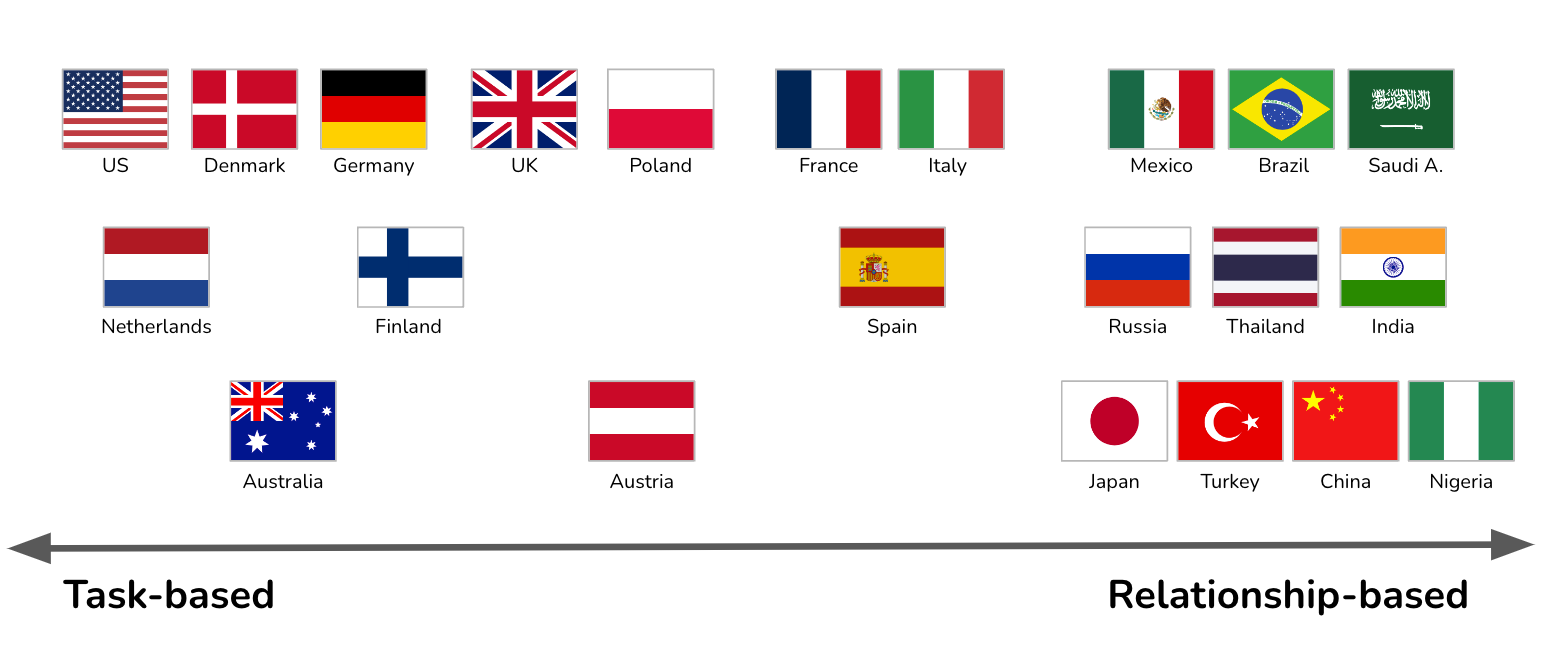 US Denmark Germany UK Poland France Italy Mexico Brazil Saudi A.
Netherlands Finland Spain Russia Thailand India
Australia Austria Japan Turkey China Nigeria
Task-based Relationship-based